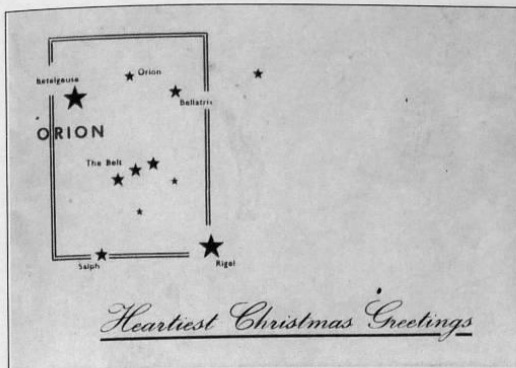 Orion
Betelgeuse
Bellatrix
ORION
The Belt
Saiph
Rigel
Heartiest Christmas Greetings